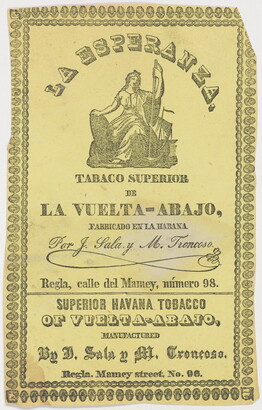 LA ESPERANZA,
TABACO SUPERIOR
DE
LA VUELTA=ABAJO,
FABRICADO EN LA HABANA
Por J. Sala y M. Troncoso.
Regla, calle del Mamey, número 98.
SUPERIOR HAVANA TOBACCO
OF VUELTA=ABAJO,
MANUFACTURED
By J. Sala y M. Troncoso.
Regla. Mamey street, No. 98.